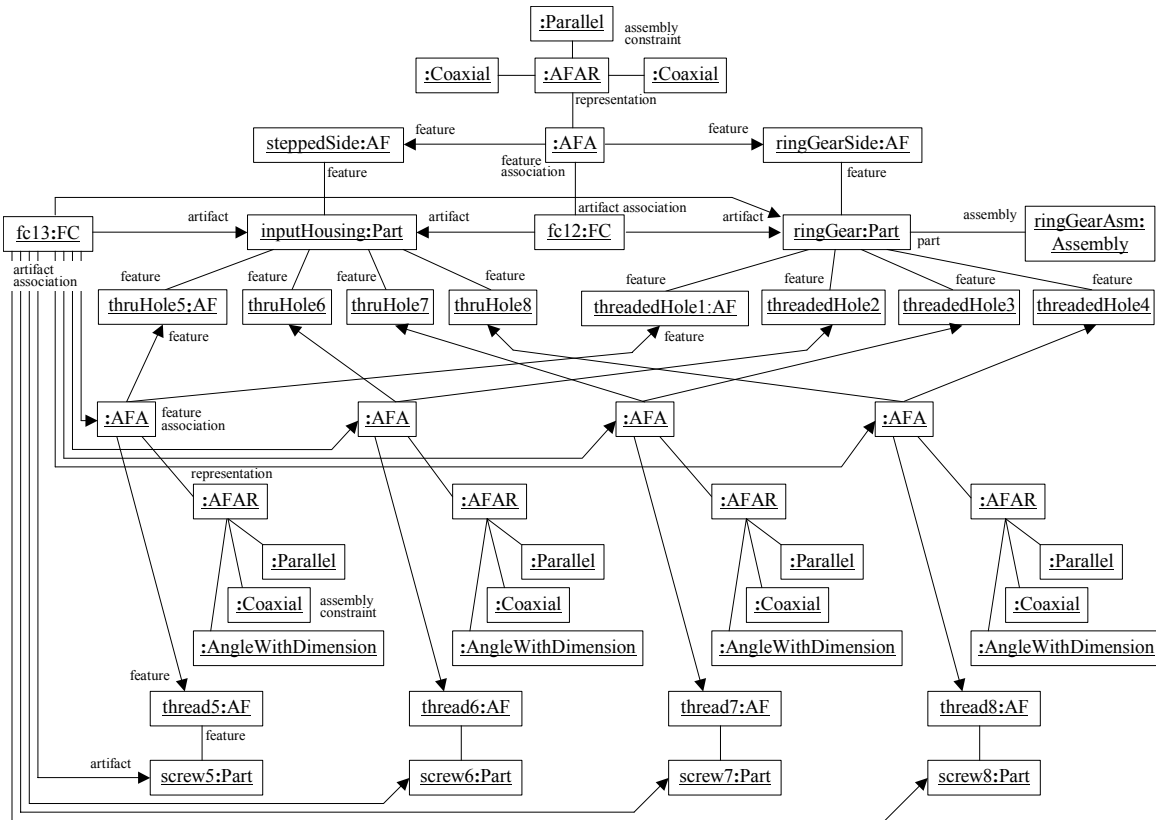 :Parallel
assembly
constraint
:Coaxial
:AFAR
:Coaxial
representation
steppedSide:AF
feature
:AFA
feature
ringGearSide:AF
feature
association
feature
feature
artifact association
fc13:FC
artifact
inputHousing:Part
artifact
fc12:FC
artifact
ringGear:Part
assembly
part
ringGearAsm:
Assembly
artifact
association
feature
feature
feature
feature
feature
feature
feature
feature
thruHole5:AF
thruHole6
thruHole7
thruHole8
threadedHole1:AF
threadedHole2
threadedHole3
threadedHole4
feature
feature
:AFA
feature
association
:AFA
:AFA
:AFA
representation
:AFAR
:AFAR
:AFAR
:AFAR
:Parallel
:Parallel
:Parallel
:Parallel
:Coaxial
assembly
constraint
:Coaxial
:Coaxial
:Coaxial
:AngleWithDimension
:AngleWithDimension
:AngleWithDimension
:AngleWithDimension
feature
thread5:AF
thread6:AF
thread7:AF
thread8:AF
feature
artifact
screw5:Part
screw6:Part
screw7:Part
screw8:Part